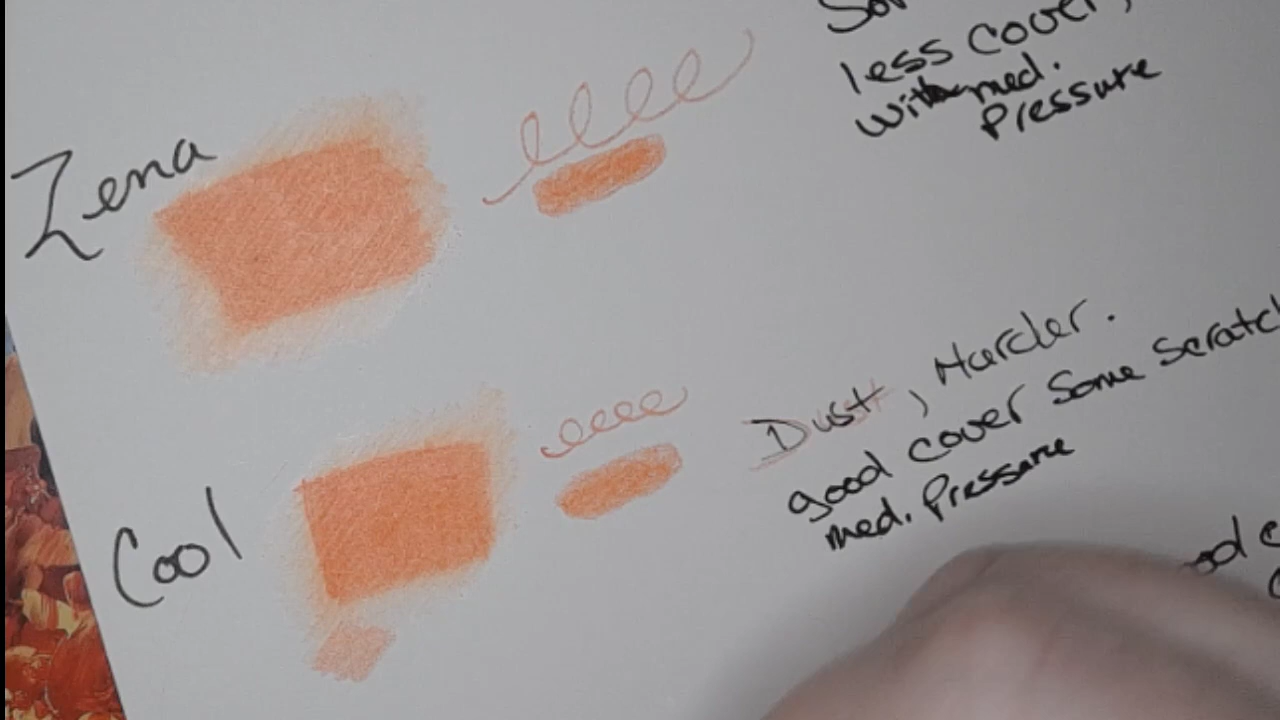 Zena
less cover,
with med.
Pressure
Cool
Dust, Harder.
good cover Some Scratch
med. Pressure